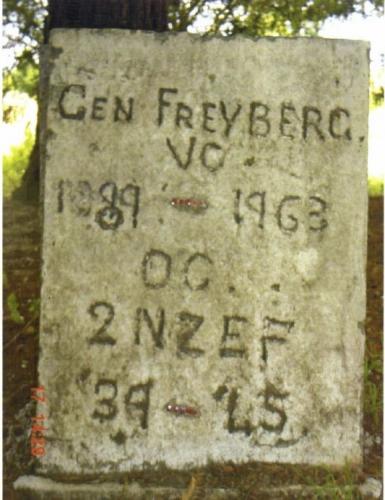 GEN FREYBERG.
VC
1889 - 1963
OC.
2NZEF
39 - 45